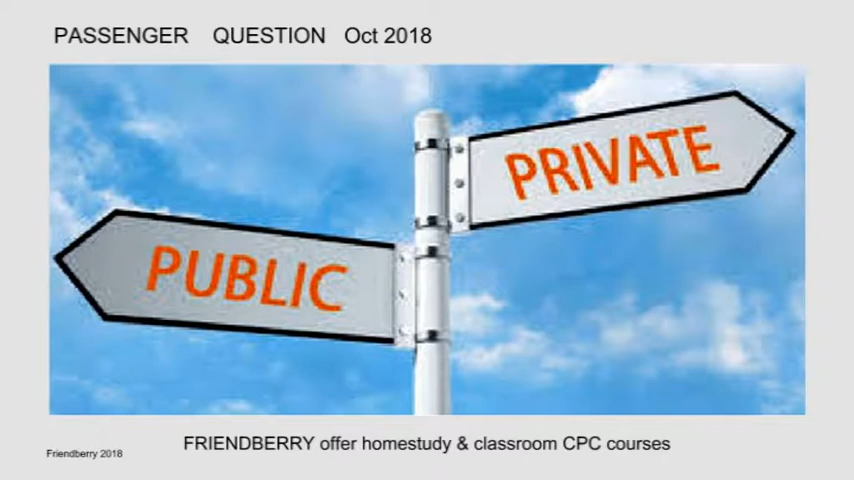 PASSENGER QUESTION Oct 2018
PRIVATE
PUBLIC
FRIENDBERRY offer homestudy & classroom CPC courses
Friendberry 2018